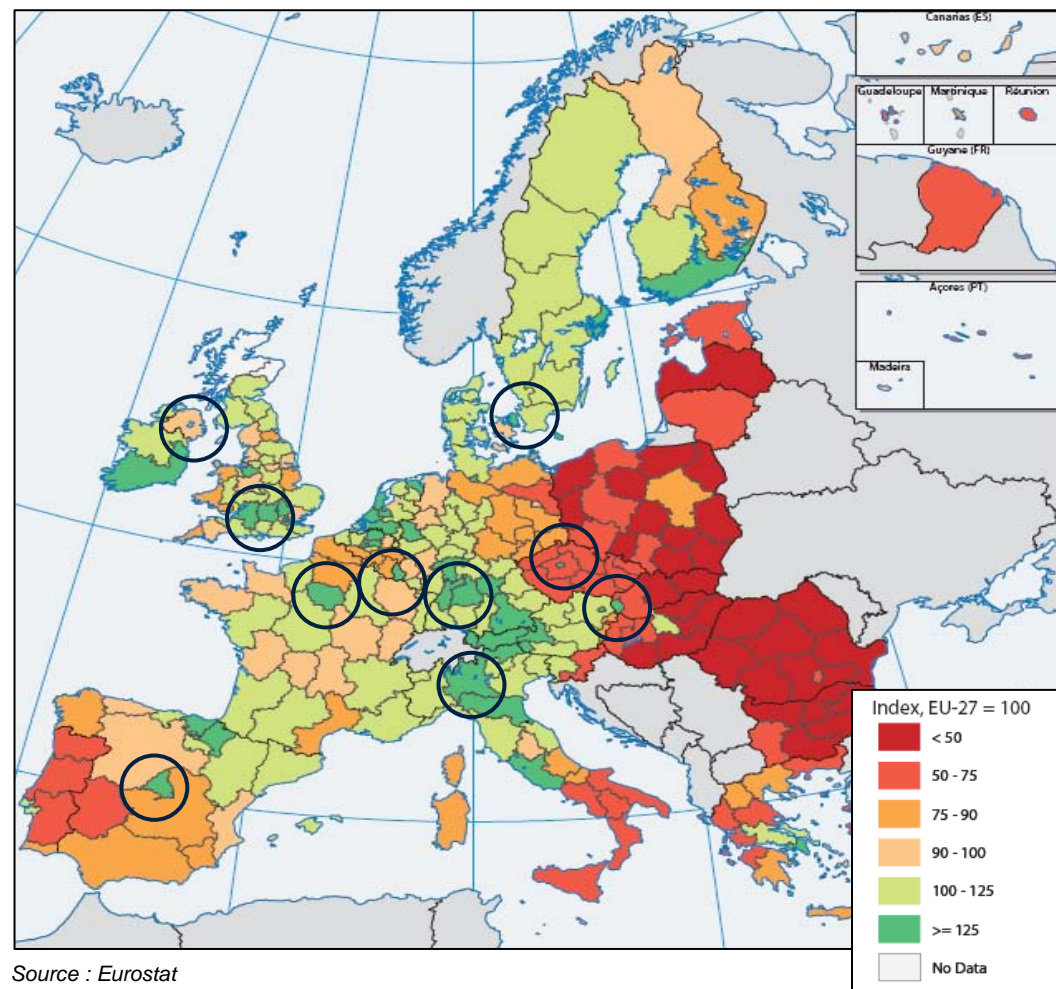 Canarias (ES)
Guadeloupe
Martinique
Réunion
Guyane (FR)
Açores (PT)
Madeira
Index, EU-27 = 100
< 50
50 - 75
75 - 90
90 - 100
100 - 125
>= 125
No Data
Source : Eurostat